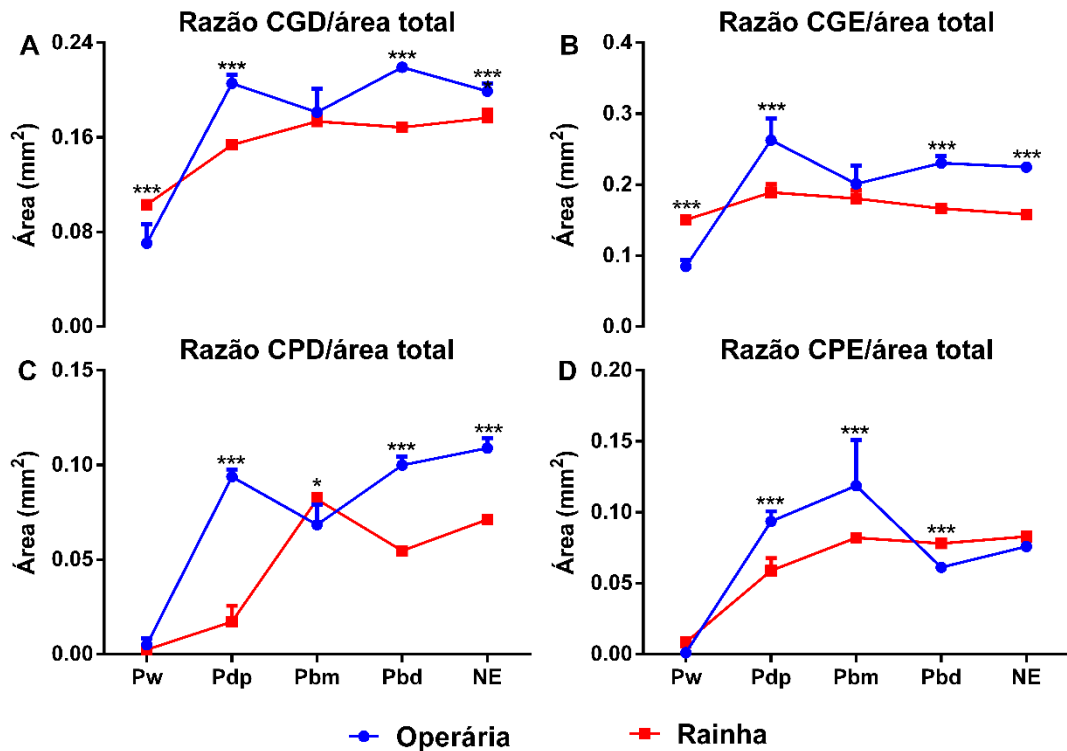 Razão CGD/área total
A
Área (mm²)
0.24
0.16
0.08
0.00
***
***
***
***
Razão CGE/área total
B
Área (mm²)
0.4
0.3
0.2
0.1
0.0
***
***
***
***
Razão CPD/área total
C
Área (mm²)
0.15
0.10
0.05
0.00
***
*
***
***
Pw Pdp Pbm Pbd NE
Razão CPE/área total
D
Área (mm²)
0.20
0.15
0.10
0.05
0.00
***
***
***
Pw Pdp Pbm Pbd NE
Operária Rainha